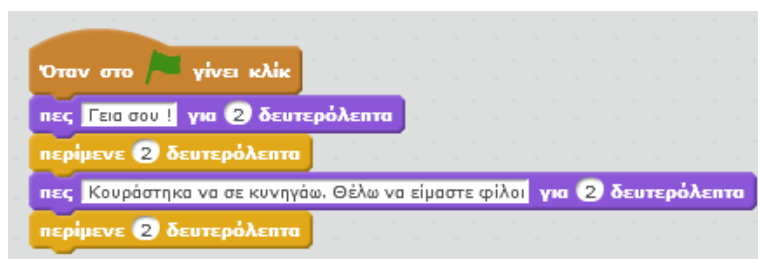 Όταν στο γίνει κλίκ
πες Γεια σου ! για 2 δευτερόλεπτα
περίμενε 2 δευτερόλεπτα
πες Κουράστηκα να σε κυνηγάω. Θέλω να είμαστε φίλοι για 2 δευτερόλεπτα
περίμενε 2 δευτερόλεπτα